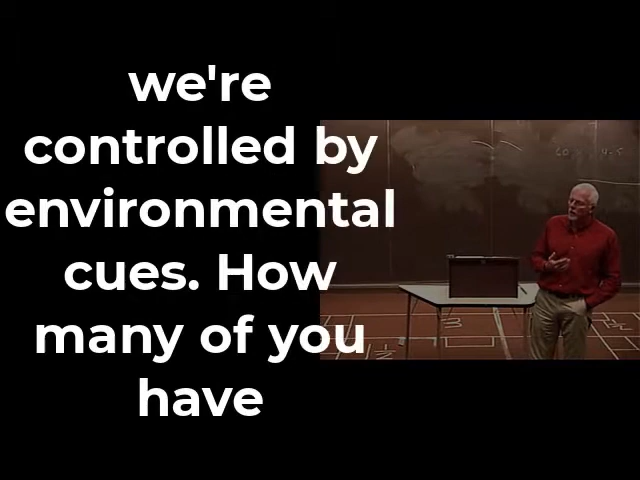 we're
controlled by
environmental
cues. How
many of you
have